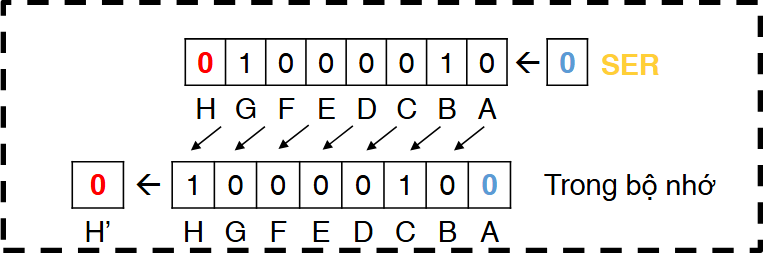 0 1 0 0 0 0 1 0 ← 0 SER
H G F E D C B A
0 ← 1 0 0 0 0 1 0 0 Trong bộ nhớ
H' H G F E D C B A